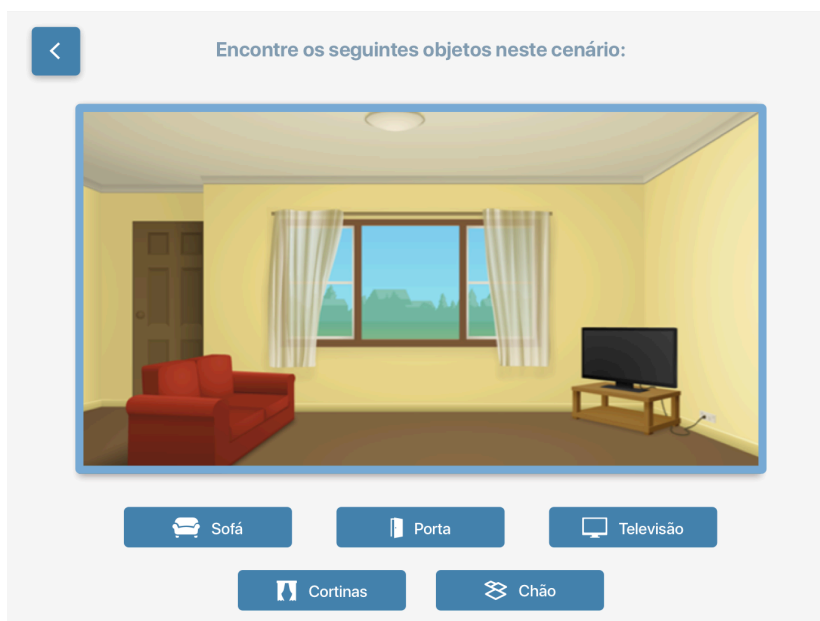 Encontre os seguintes objetos neste cenário:
Sofá
Porta
Televisão
Cortinas
Chão